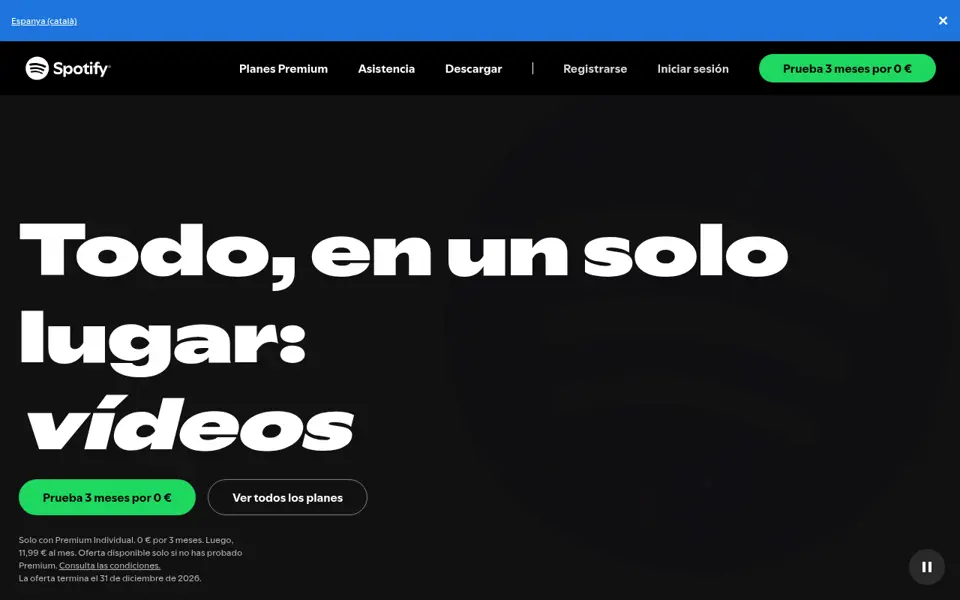 Espanya (català)
Spotify
Planes Premium
Asistencia
Descargar
Registrarse
Iniciar sesión
Prueba 3 meses por 0 €
Todo, en un solo
lugar:
vídeos
Prueba 3 meses por 0 €
Ver todos los planes
Solo con Premium Individual. 0 € por 3 meses. Luego,
11,99 € al mes. Oferta disponible solo si no has probado
Premium. Consulta las condiciones.
La oferta termina el 31 de diciembre de 2026.